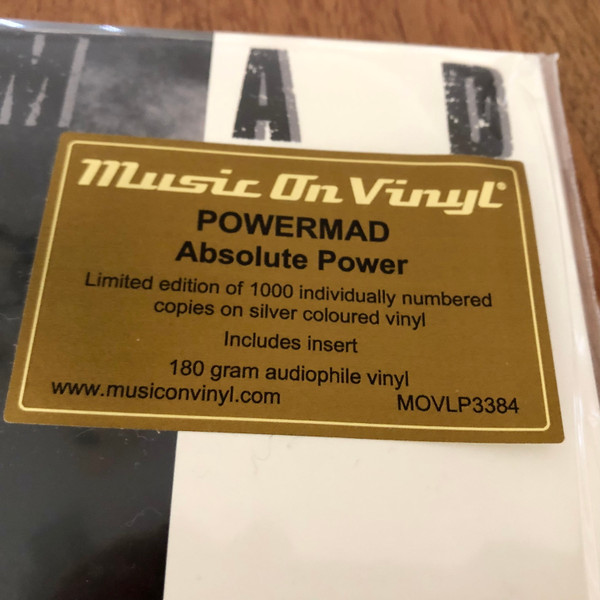 MAD
Music On Vinyl®
POWERMAD
Absolute Power
Limited edition of 1000 individually numbered
copies on silver coloured vinyl
Includes insert
180 gram audiophile vinyl
www.musiconvinyl.com MOVLP3384